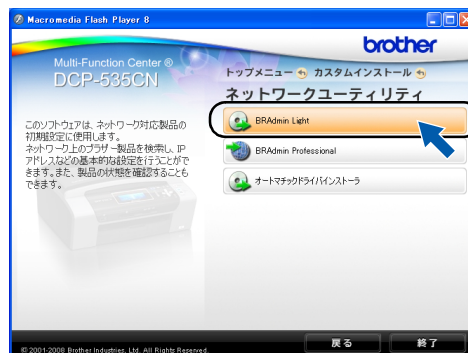 Macromedia Flash Player 8
brother
Multi-Function Center ®
DCP-535CN
トップメニュー カスタムインストール
ネットワークユーティリティ
このソフトウェアは、ネットワーク対応製品の
初期設定に使用します。
ネットワーク上のブラザー製品を検索し、IP
アドレスなどの基本的な設定を行うことがで
きます。また、製品の状態を確認することも
できます。
BRAdmin Light
BRAdmin Professional
オートマチックドライバインストーラ
© 2001-2008 Brother Industries, Ltd. All Rights Reserved.
戻る
終了